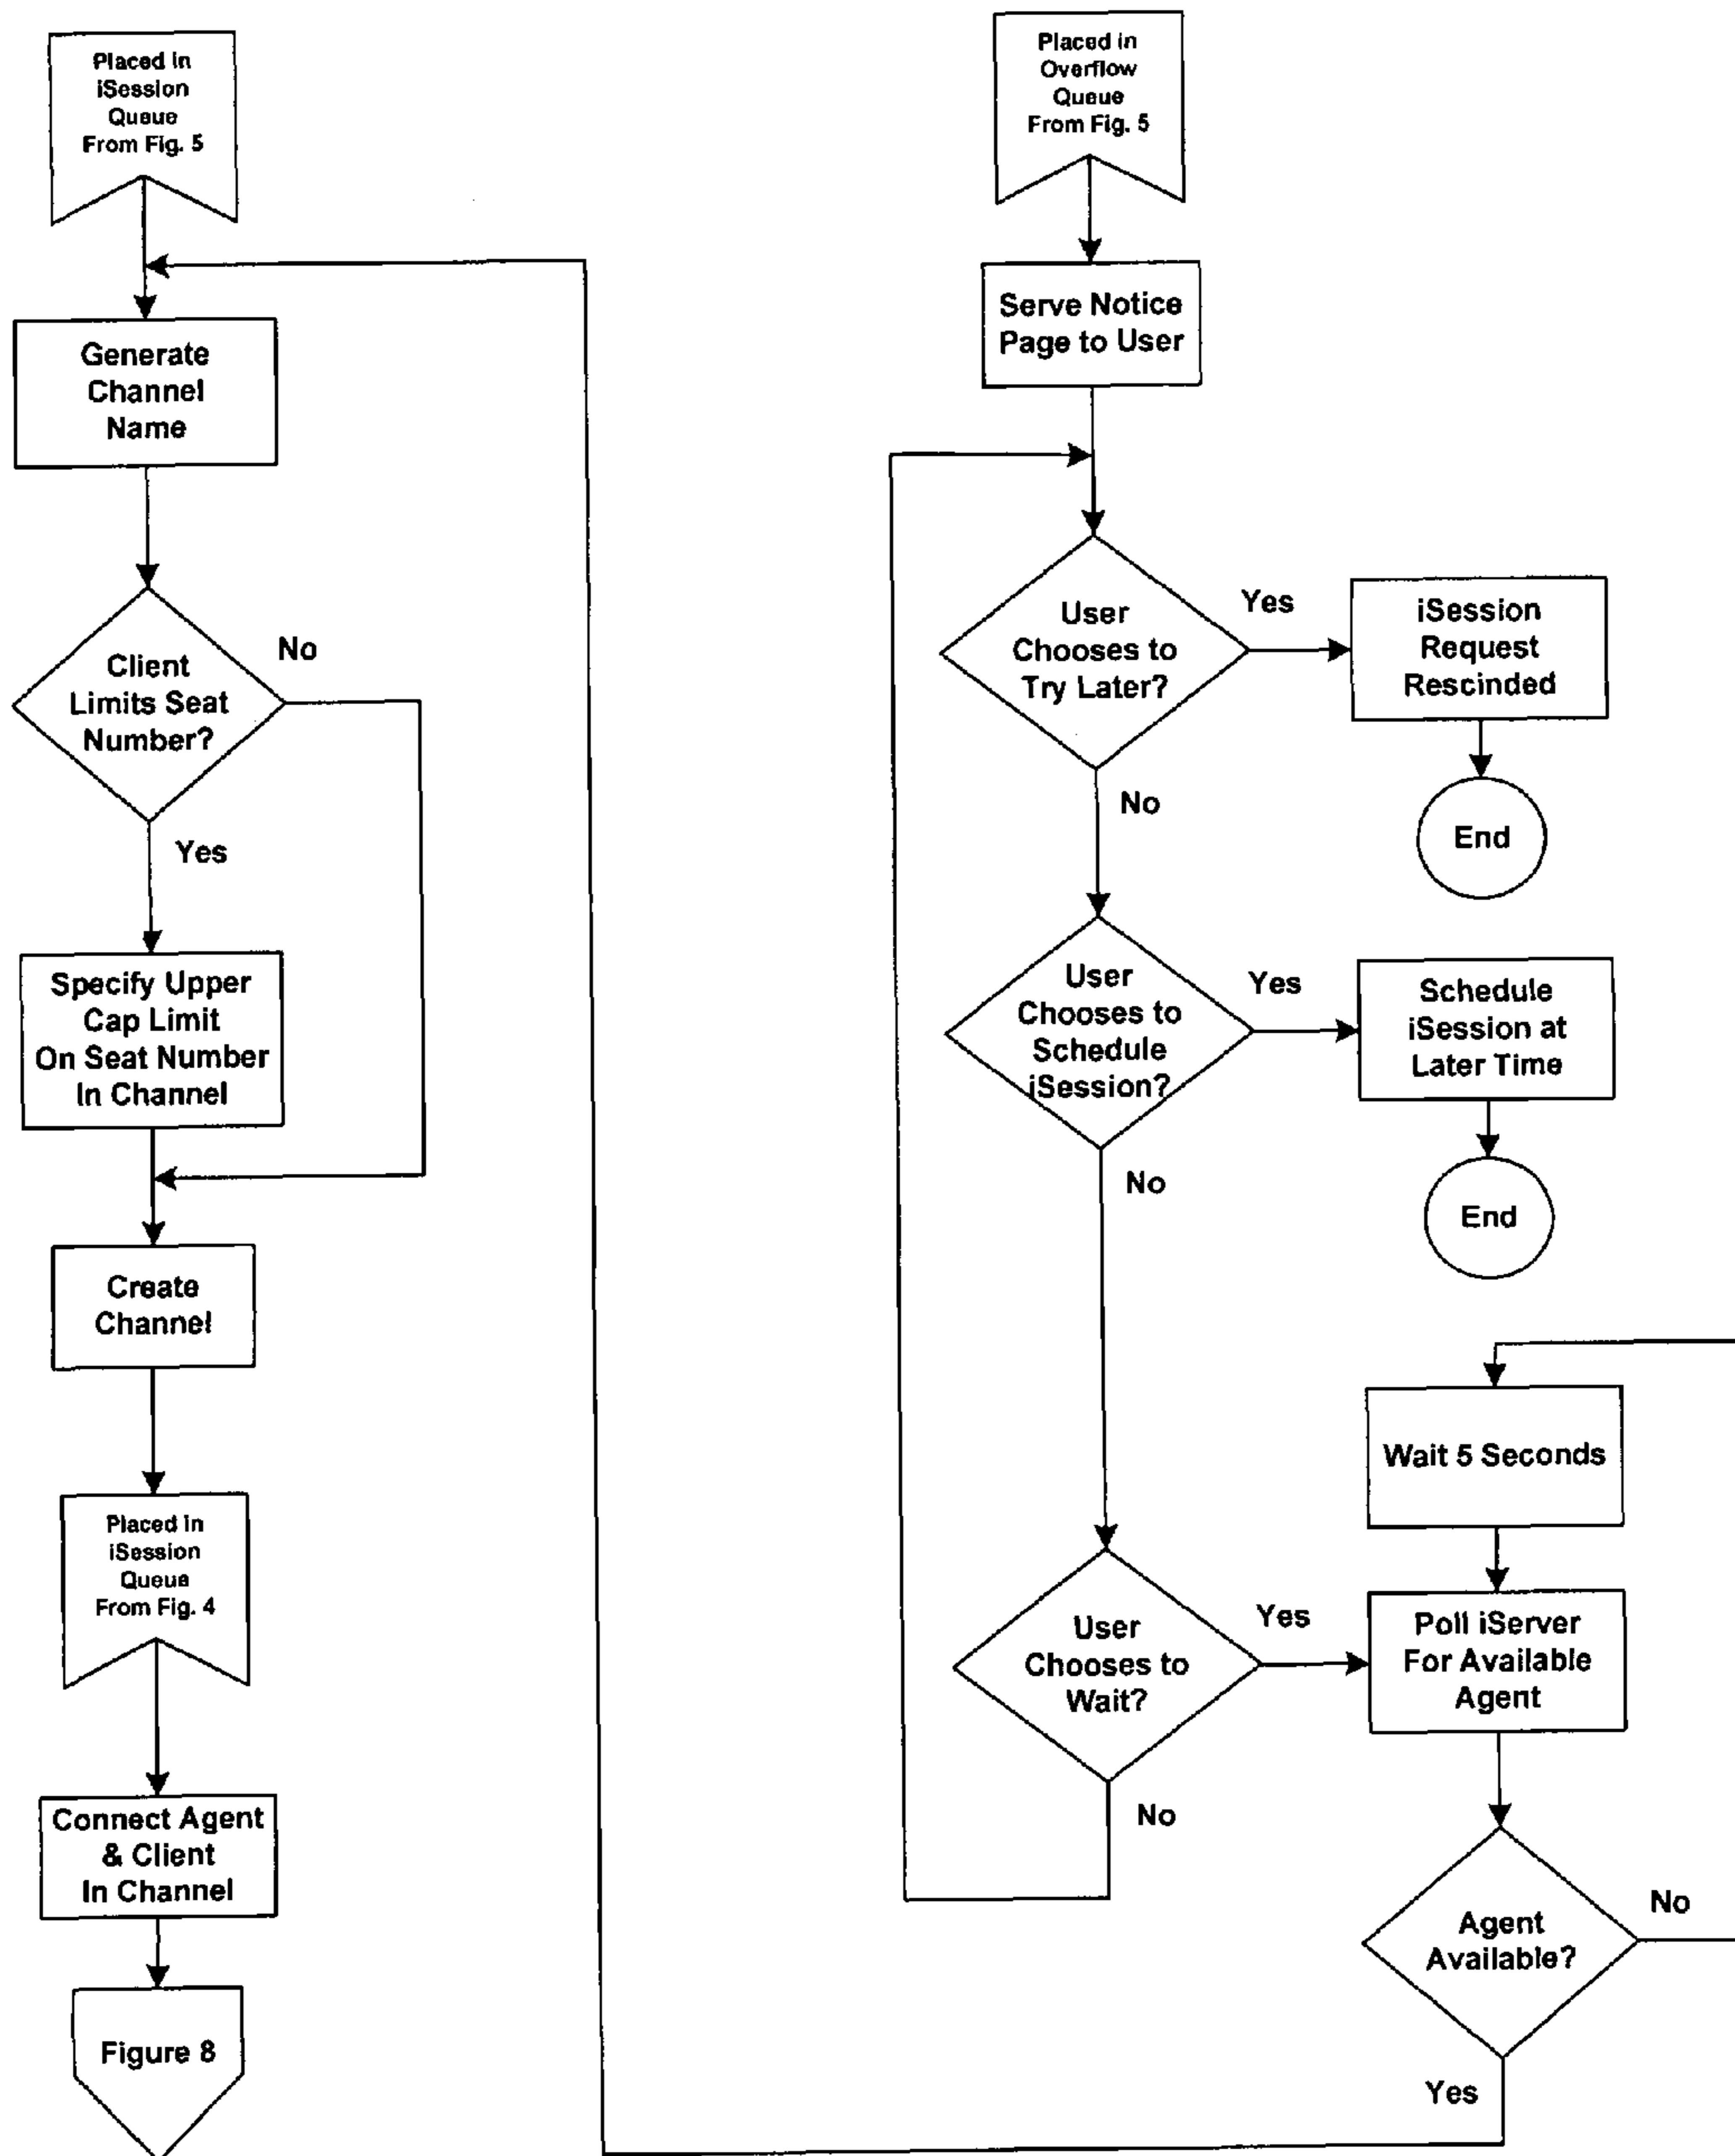 Placed in
iSession
Queue
From Fig. 5
Generate
Channel
Name
Client
Limits Seat
Number?
No
Yes
Specify Upper
Cap Limit
On Seat Number
In Channel
Create
Channel
Placed in
iSession
Queue
From Fig. 4
Connect Agent
& Client
In Channel
Figure 8
Placed in
Overflow
Queue
From Fig. 5
Serve Notice
Page to User
User
Chooses to
Try Later?
Yes
iSession
Request
Rescinded
End
No
User
Chooses to
Schedule
iSession?
Yes
Schedule
iSession at
Later Time
End
No
User
Chooses to
Wait?
Yes
No
Wait 5 Seconds
Poll iServer
For Available
Agent
Agent
Available?
No
Yes